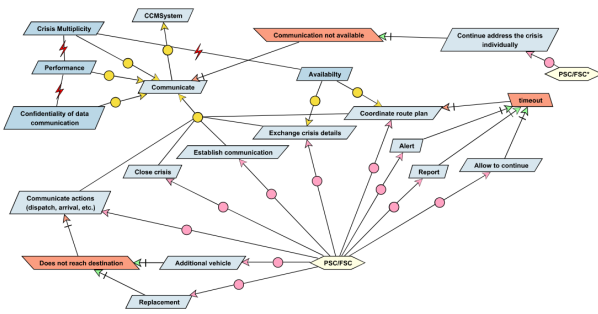 CCMSystem
Crisis Multiplicity
Communication not available
Continue address the crisis
individually
Performance
Availabilty
PSC/FSC*
Communicate
timeout
Confidentiality of data
communication
Coordinate route plan
Exchange crisis details
Alert
Establish communication
Report
Allow to continue
Close crisis
Communicate actions
(dispatch, arrival, etc.)
Does not reach destination
Additional vehicle
PSC/FSC
Replacement